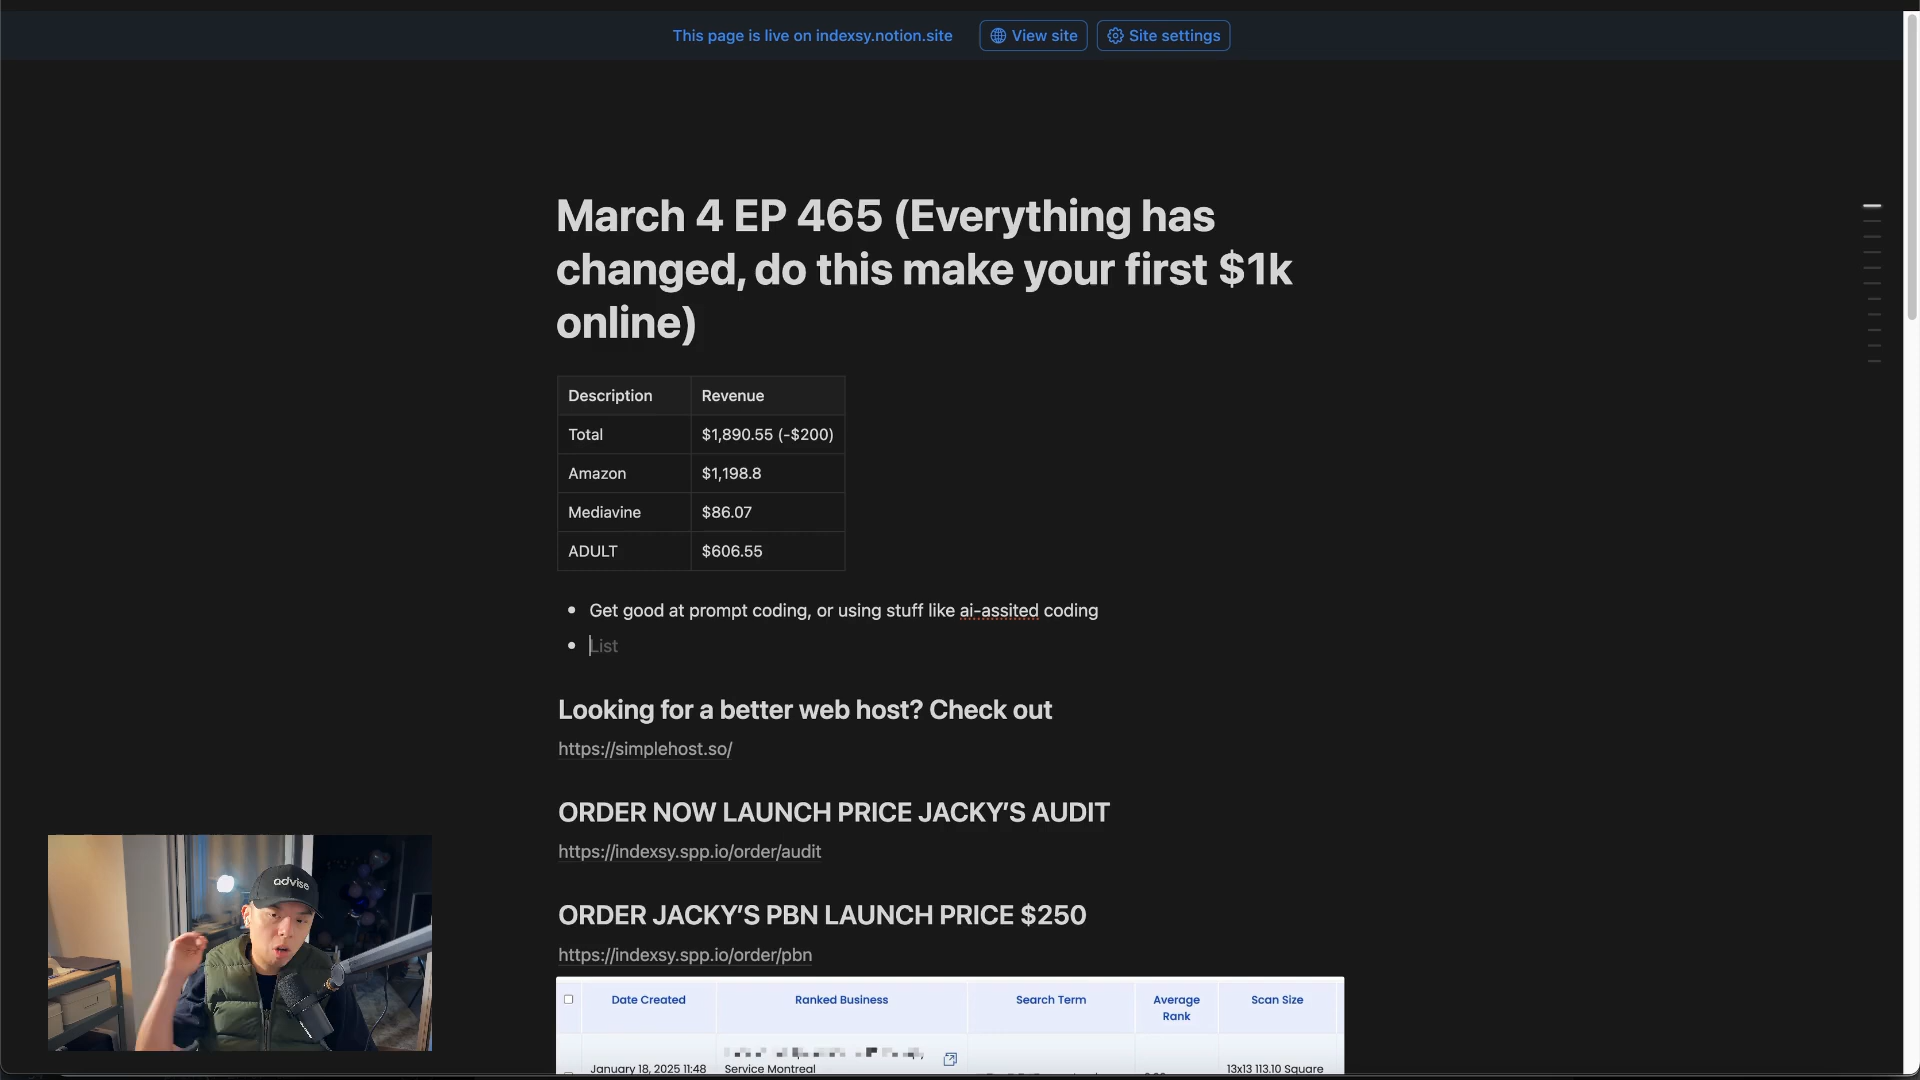 This page is live on indexsy.notion.site View site Site settings
March 4 EP 465 (Everything has
changed, do this make your first $1k
online)
Description Revenue
Total $1,890.55 (-$200)
Amazon $1,198.8
Mediavine $86.07
ADULT $606.55
• Get good at prompt coding, or using stuff like ai-assited coding
• List
Looking for a better web host? Check out
https://simplehost.so/
ORDER NOW LAUNCH PRICE JACKY'S AUDIT
https://indexsy.spp.io/order/audit
advise
ORDER JACKY'S PBN LAUNCH PRICE $250
https://indexsy.spp.io/order/pbn
Date Created Ranked Business Search Term Average Rank Scan Size
January 18, 2025 11:48 Service Montreal 13x13 113.10 Square